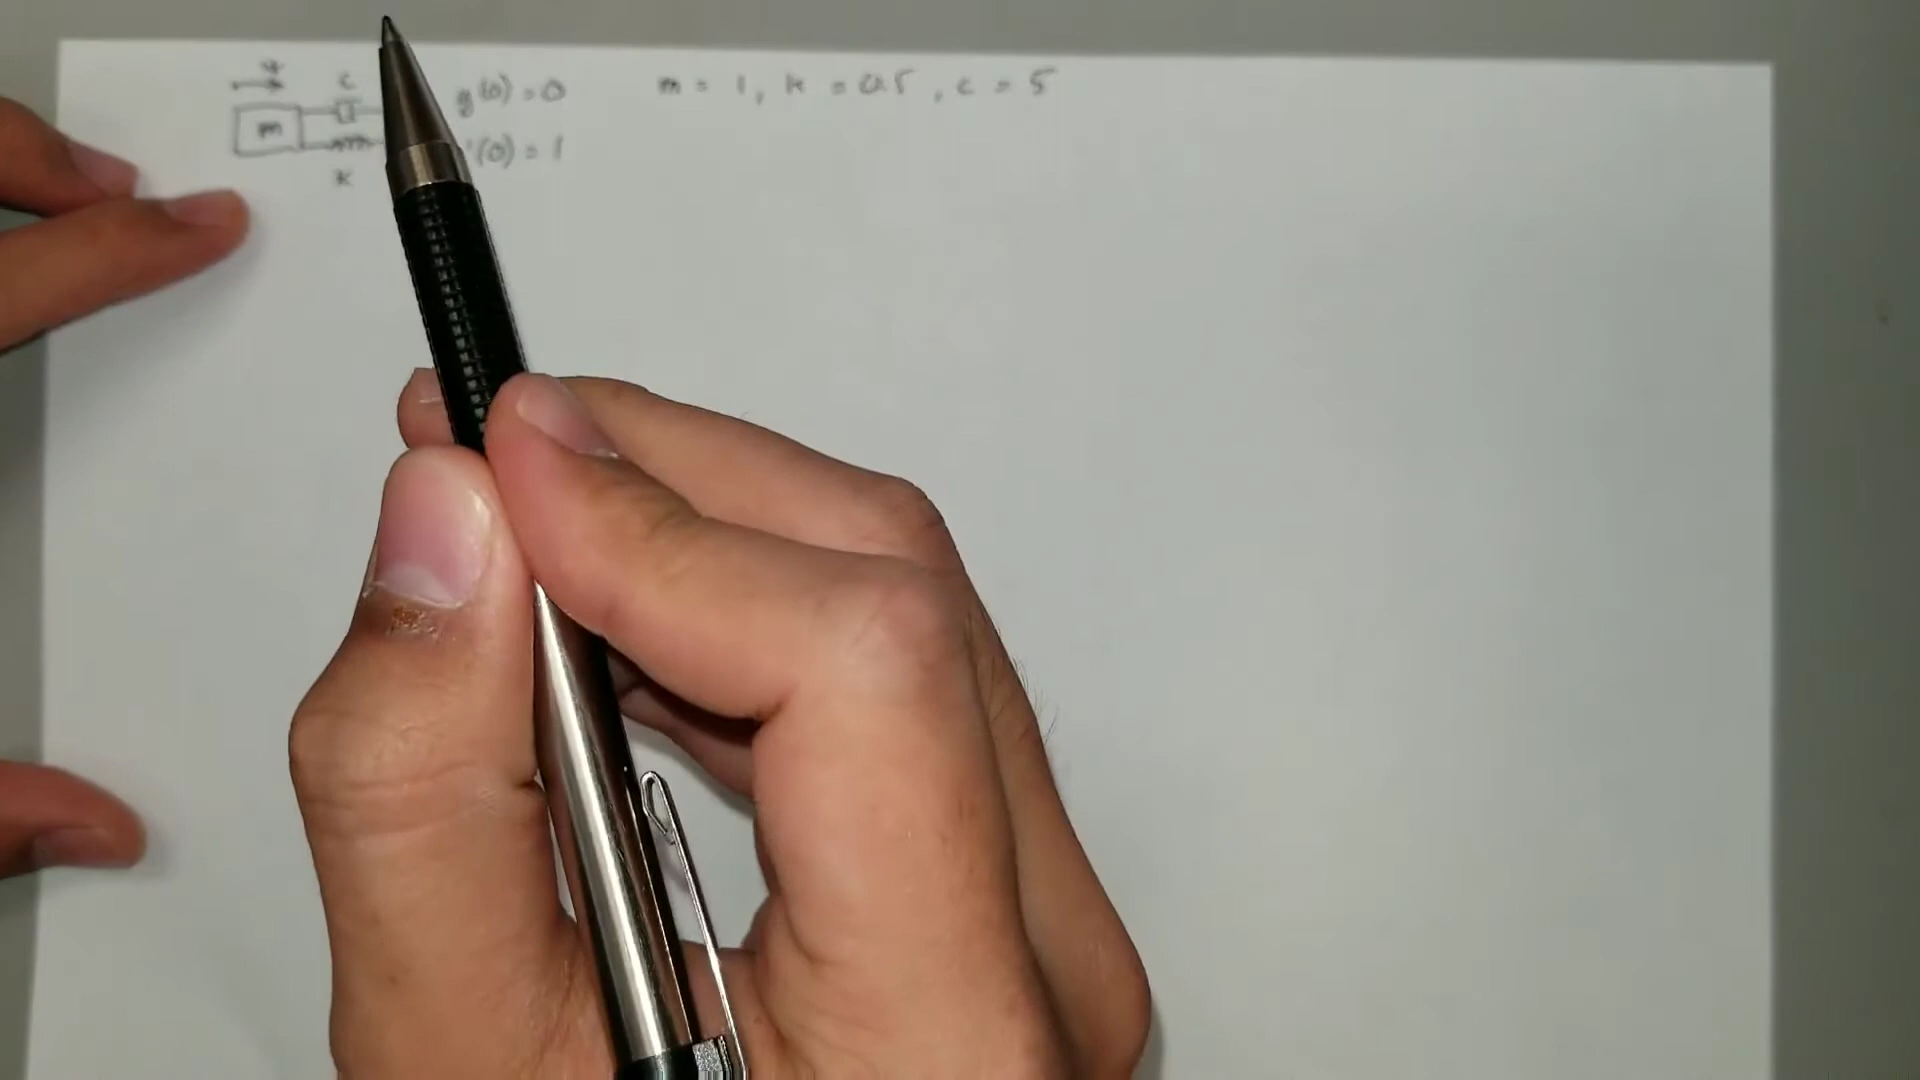 y
c
y(0) = 0 m = 1, k = 0.5, c = 5
m
'(0) = 1
k